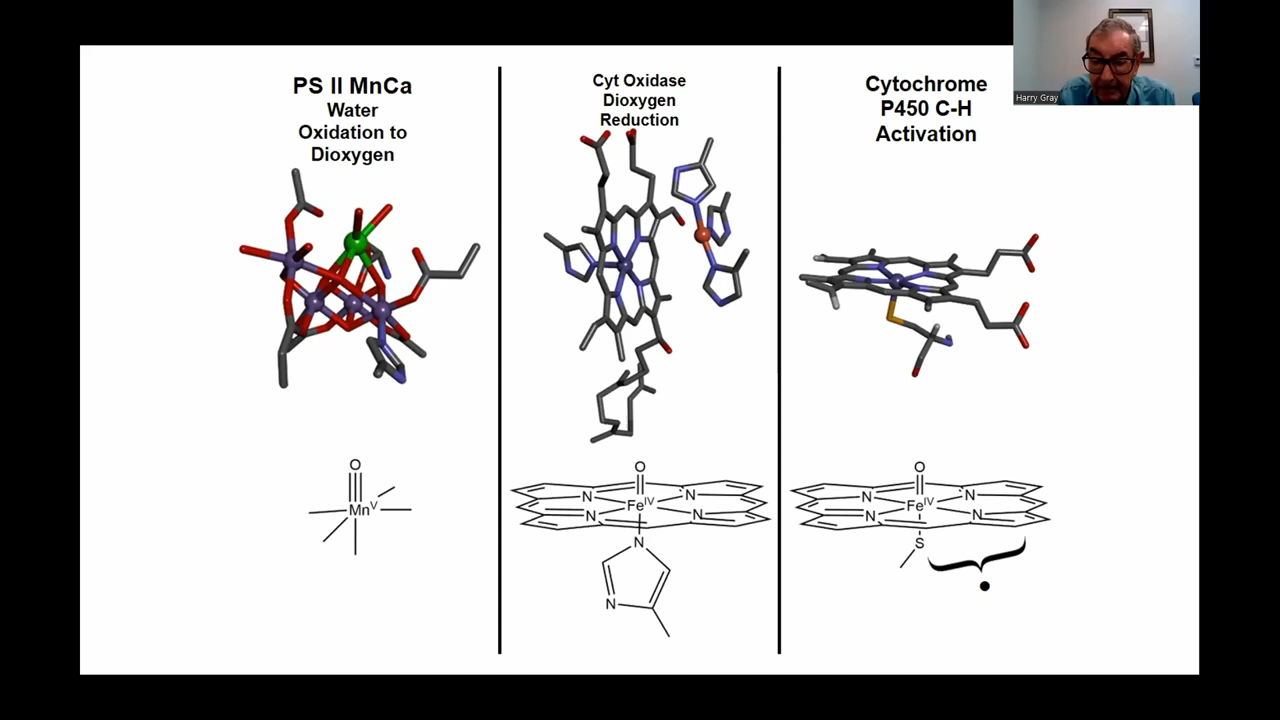 PS II MnCa
Water
Oxidation to
Dioxygen
Cyt Oxidase
Dioxygen
Reduction
Cytochrome
P450 C-H
Activation
Harry Gray
O
Mn V
O
N
N
Fe IV
N
N
N
N
O
N
N
Fe IV
N
N
S